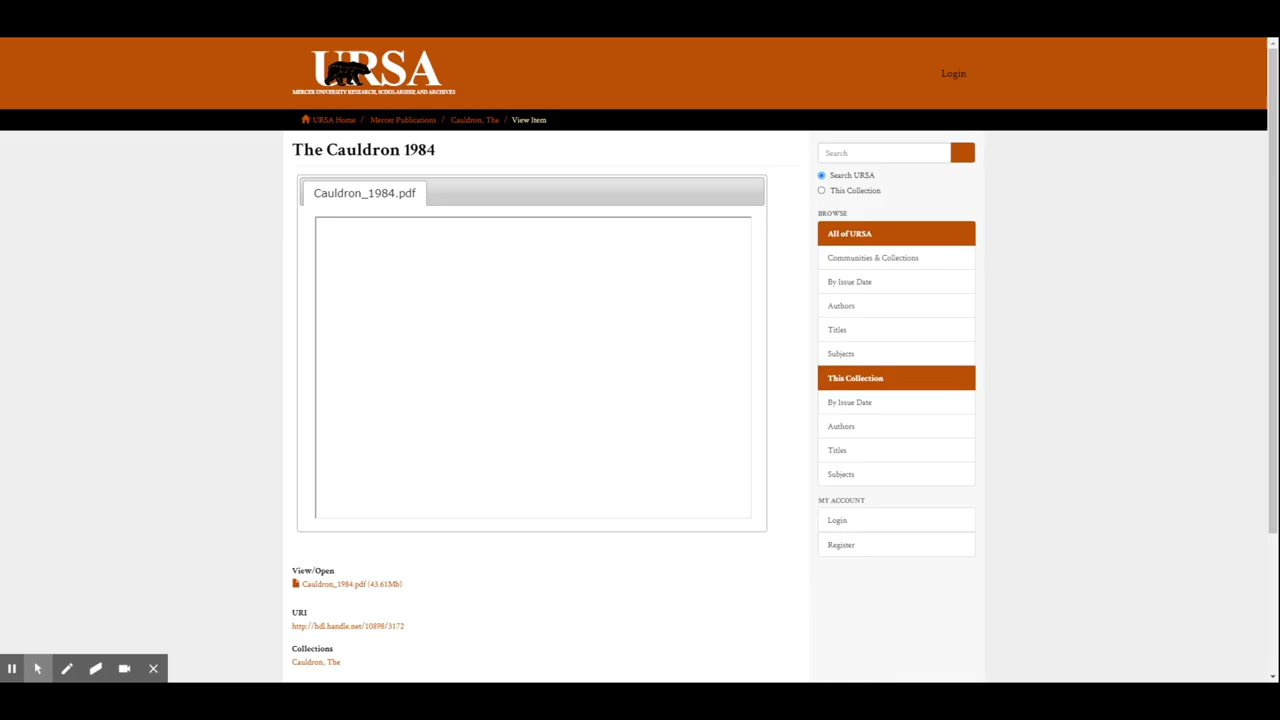 URSA
MERCER UNIVERSITY RESEARCH, SCHOLARSHIP, AND ARCHIVES
Login
URSA Home / Mercer Publications / Cauldron, The / View Item
The Cauldron 1984
Cauldron_1984.pdf
View/Open
Cauldron_1984.pdf (43.61Mb)
URI
http://hdl.handle.net/10898/3172
Collections
Cauldron, The
Search
Search URSA
This Collection
BROWSE
All of URSA
Communities & Collections
By Issue Date
Authors
Titles
Subjects
This Collection
By Issue Date
Authors
Titles
Subjects
MY ACCOUNT
Login
Register